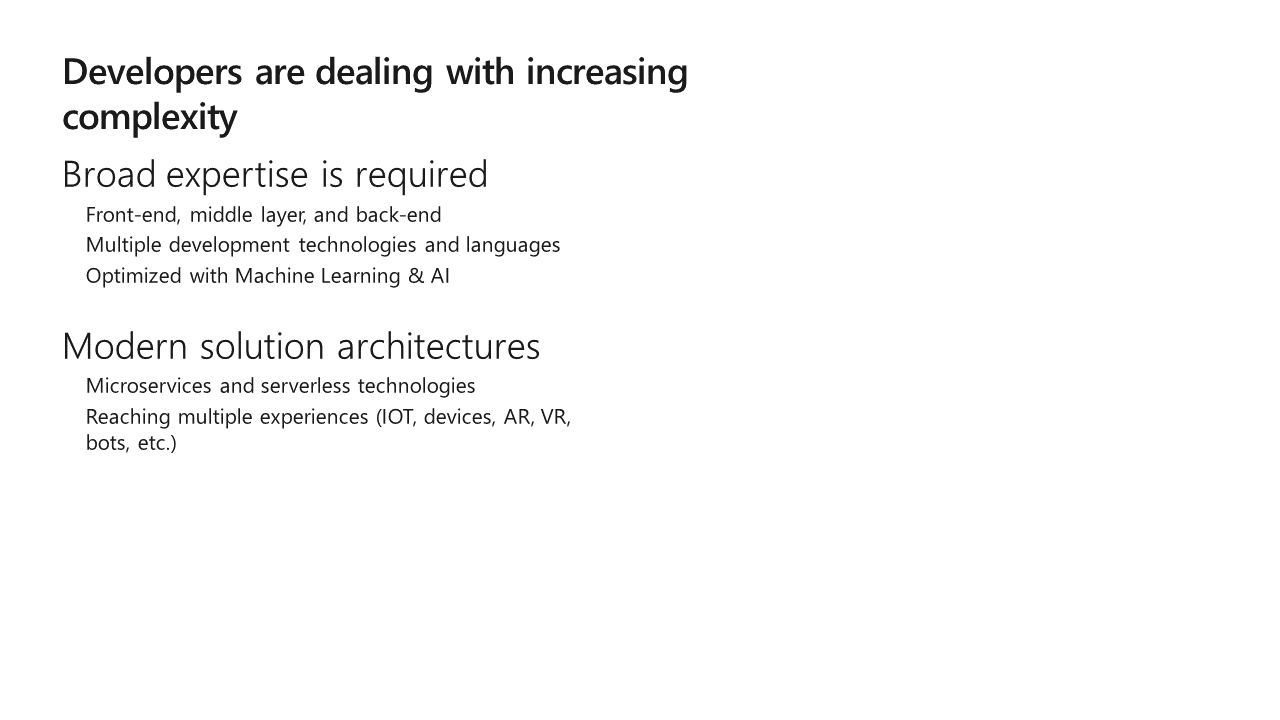 Developers are dealing with increasing
complexity
Broad expertise is required
Front-end, middle layer, and back-end
Multiple development technologies and languages
Optimized with Machine Learning & AI
Modern solution architectures
Microservices and serverless technologies
Reaching multiple experiences (IOT, devices, AR, VR,
bots, etc.)